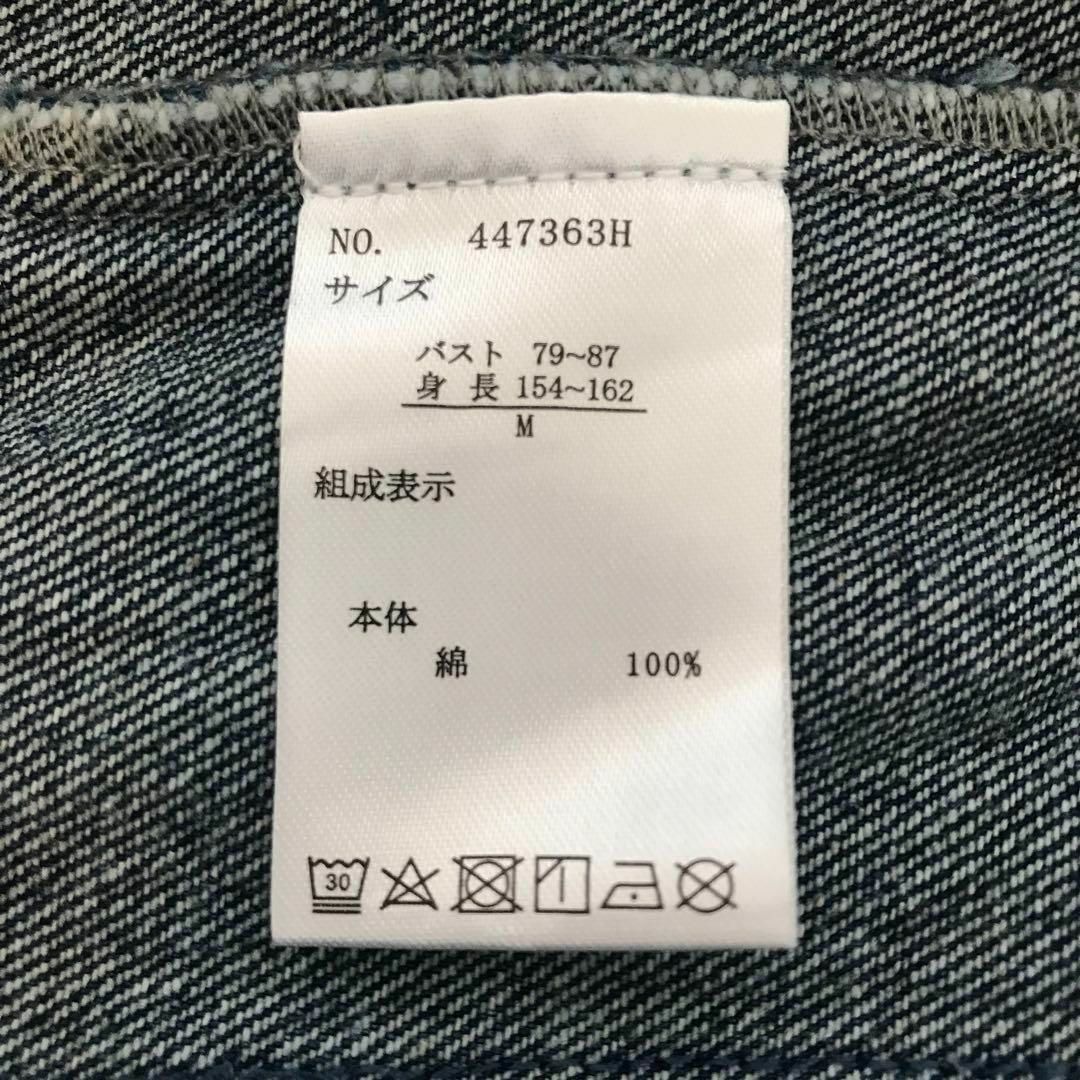 NO. 447363H
サイズ
バスト 79~87
身 長 154~162
M
組成表示
本体
綿 100%
30